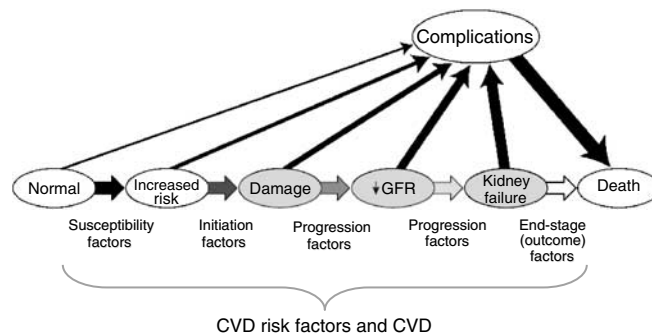 Complications
Normal
Increased
risk
Damage
↓GFR
Kidney
failure
Death
Susceptibility
factors
Initiation
factors
Progression
factors
Progression
factors
End-stage
(outcome)
factors
CVD risk factors and CVD